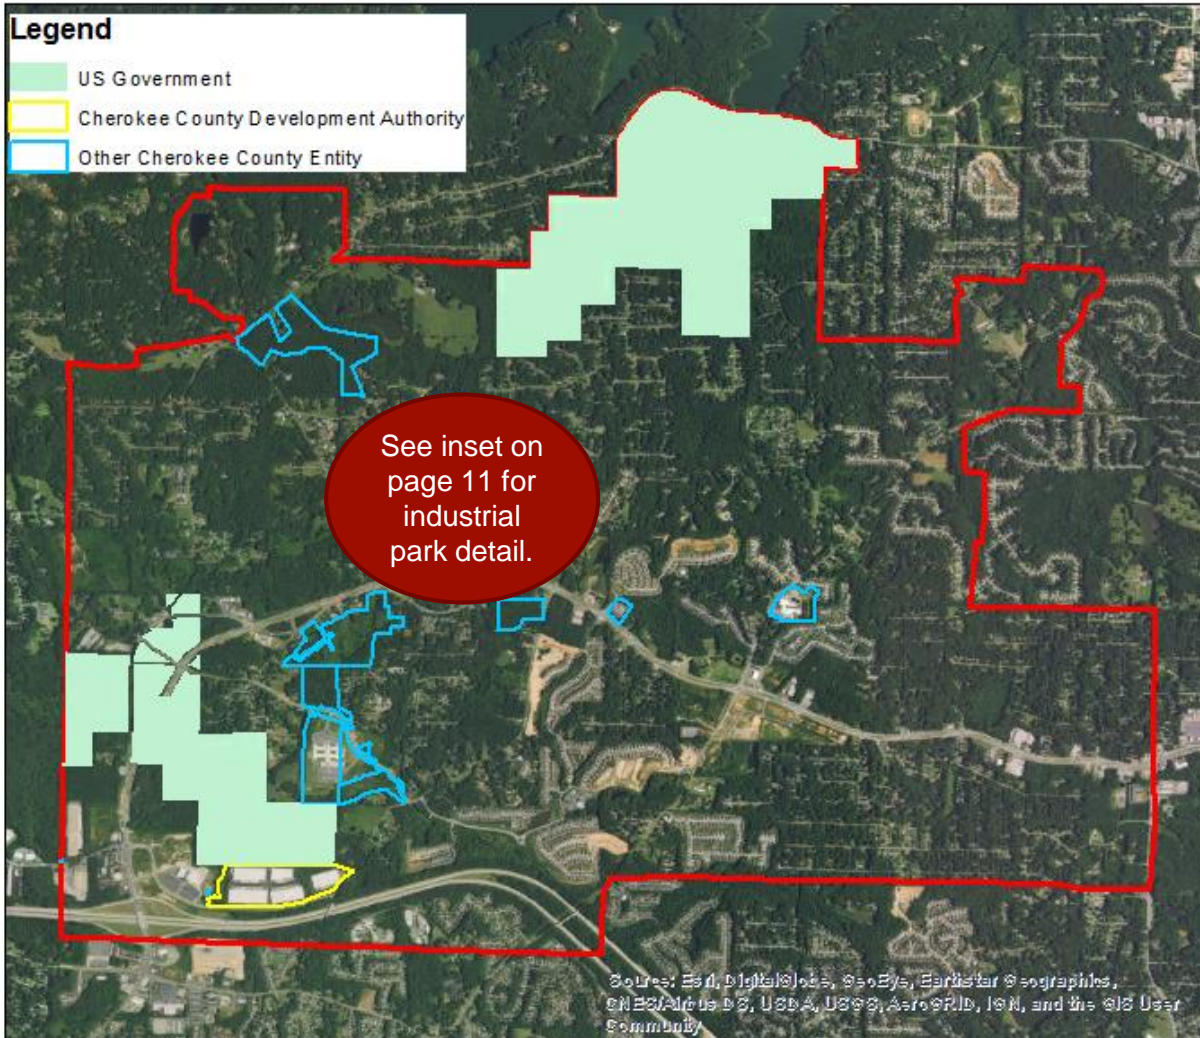 Legend
US Government
Cherokee County Development Authority
Other Cherokee County Entity
See inset on
page 11 for
industrial
park detail.
Source: Esri, DigitalGlobe, GeoEye, Earthstar Geographics,
CNES/Airbus DS, USDA, USGS, AeroGRID, IGN, and the GIS User
Community